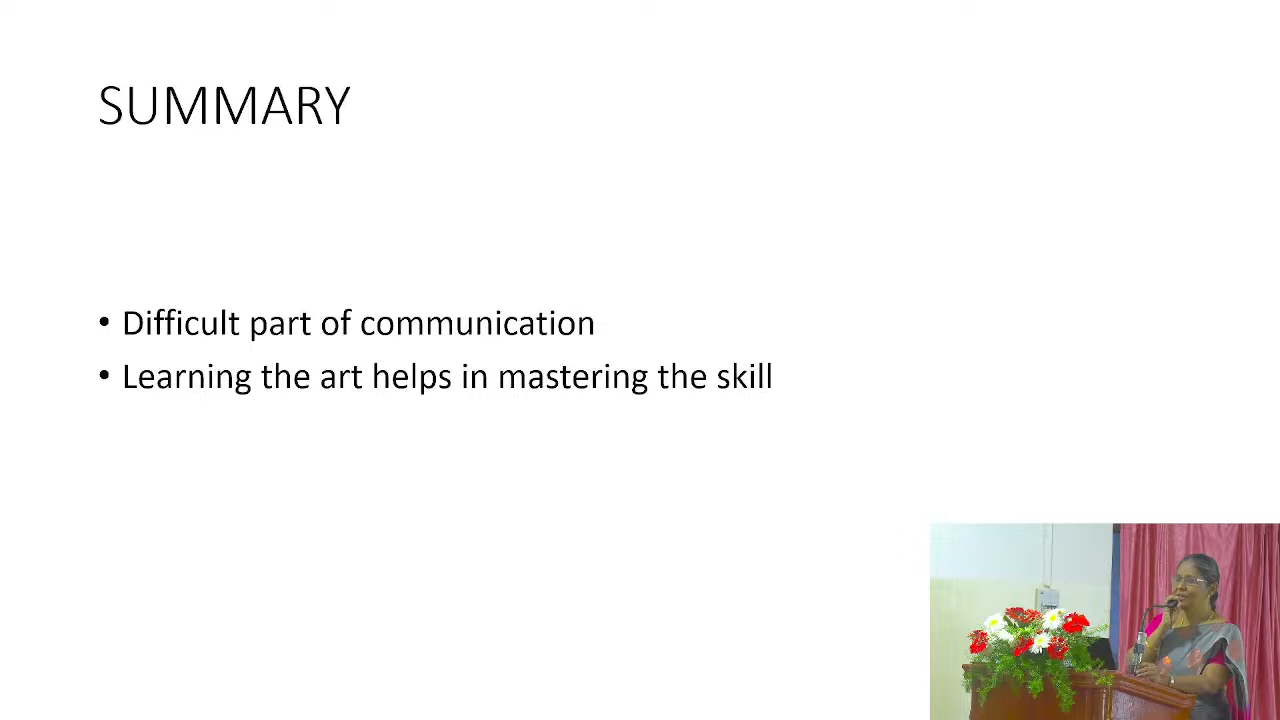 SUMMARY
• Difficult part of communication
• Learning the art helps in mastering the skill